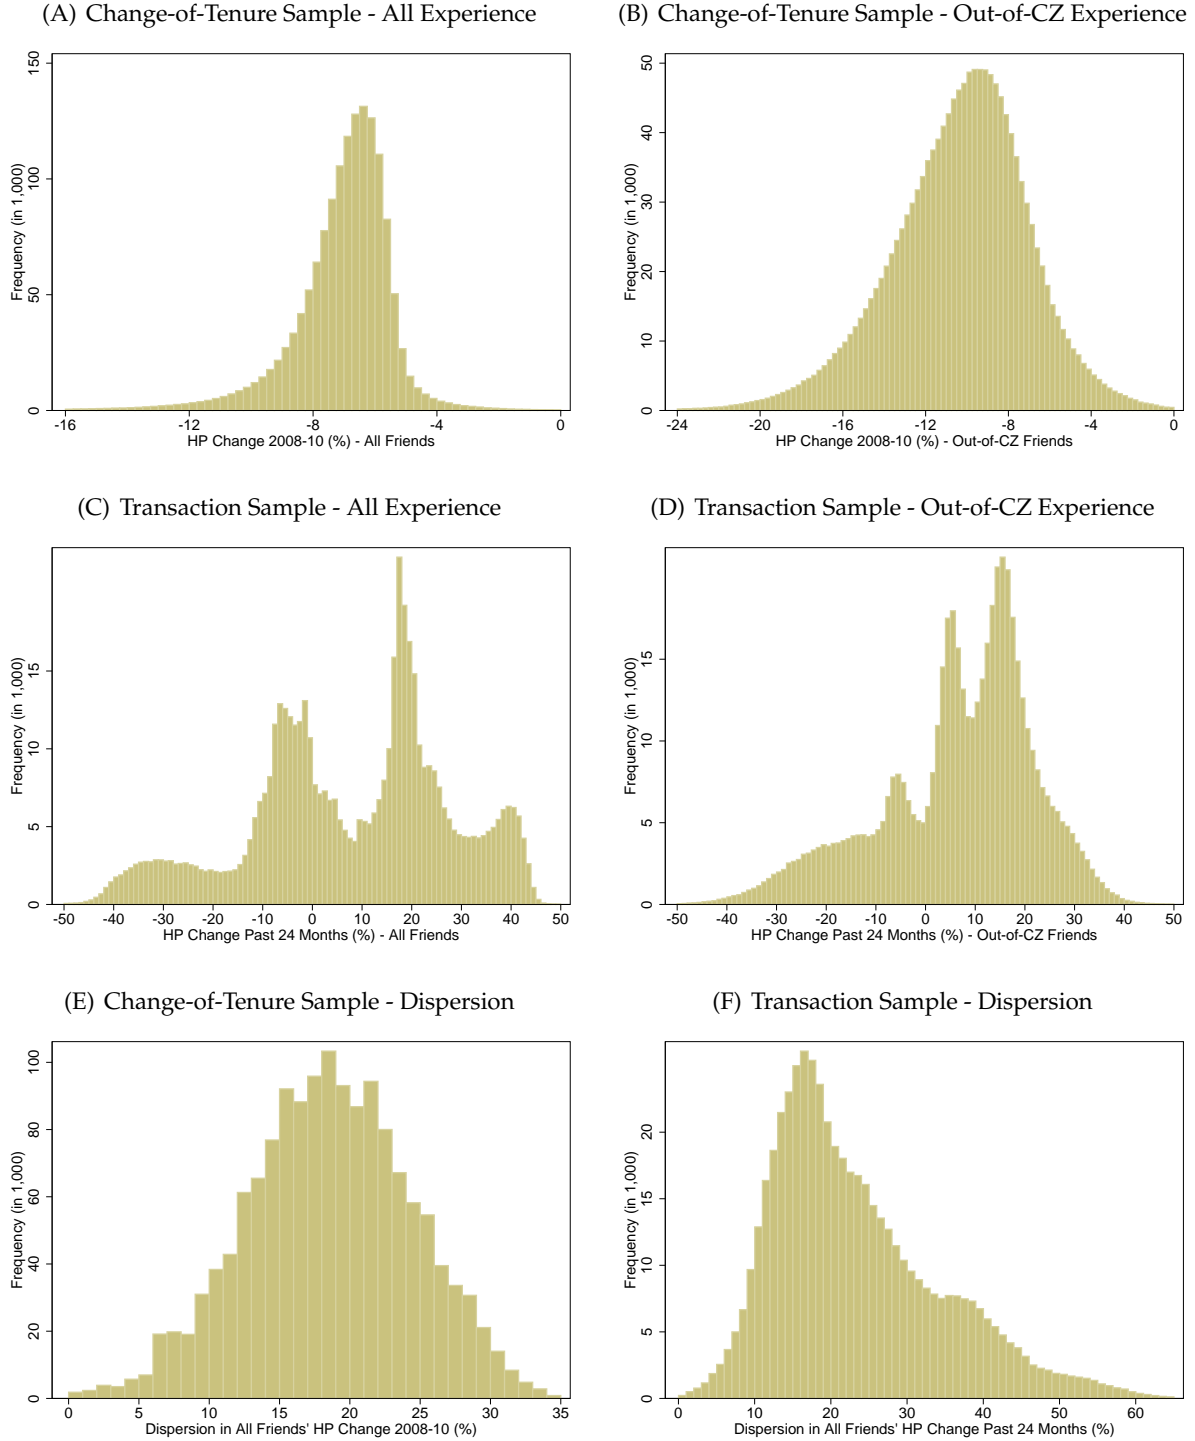 (A) Change-of-Tenure Sample - All Experience
Frequency (in 1,000)
0 50 100 150
-16 -12 -8 -4 0
HP Change 2008-10 (%) - All Friends
(B) Change-of-Tenure Sample - Out-of-CZ Experience
Frequency (in 1,000)
0 10 20 30 40 50
-24 -20 -16 -12 -8 -4 0
HP Change 2008-10 (%) - Out-of-CZ Friends
(C) Transaction Sample - All Experience
Frequency (in 1,000)
0 5 10 15
-50 -40 -30 -20 -10 0 10 20 30 40 50
HP Change Past 24 Months (%) - All Friends
(D) Transaction Sample - Out-of-CZ Experience
Frequency (in 1,000)
0 5 10 15
-50 -40 -30 -20 -10 0 10 20 30 40 50
HP Change Past 24 Months (%) - Out-of-CZ Friends
(E) Change-of-Tenure Sample - Dispersion
Frequency (in 1,000)
0 20 40 60 80 100
0 5 10 15 20 25 30 35
Dispersion in All Friends' HP Change 2008-10 (%)
(F) Transaction Sample - Dispersion
Frequency (in 1,000)
0 5 10 15 20
0 10 20 30 40 50 60
Dispersion in All Friends' HP Change Past 24 Months (%)